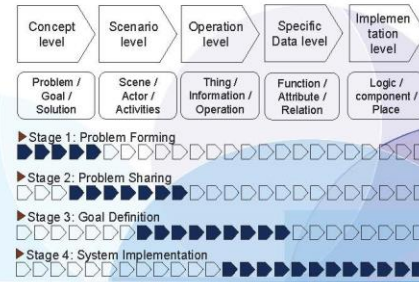 Concept
level
Scenario
level
Operation
level
Specific
Data level
Implemen
tation
level
Problem /
Goal /
Solution
Scene /
Actor /
Activities
Thing /
Information /
Operation
Function /
Attribute /
Relation
Logic /
component /
Place
Stage 1: Problem Forming
Stage 2: Problem Sharing
Stage 3: Goal Definition
Stage 4: System Implementation